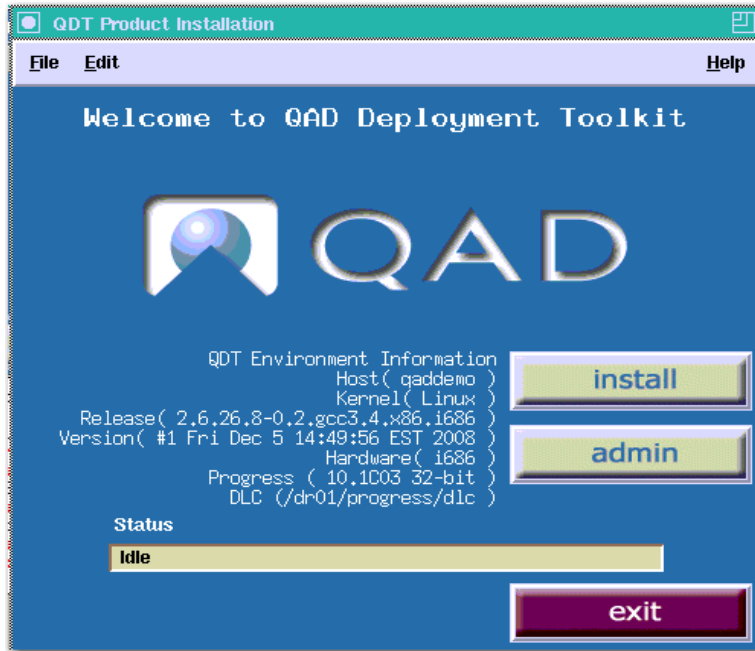 QDT Product Installation
File Edit Help
Welcome to QAD Deployment Toolkit
QAD
QDT Environment Information
Host( qaddemo )
Kernel( Linux )
Release( 2.6.26.8-0.2.gcc3.4.x86.i686 )
Version( #1 Fri Dec 5 14:49:56 EST 2008 )
Hardware( i686 )
Progress ( 10.1C03 32-bit )
DLC (/dr01/progress/dlc )
install
admin
Status
Idle
exit